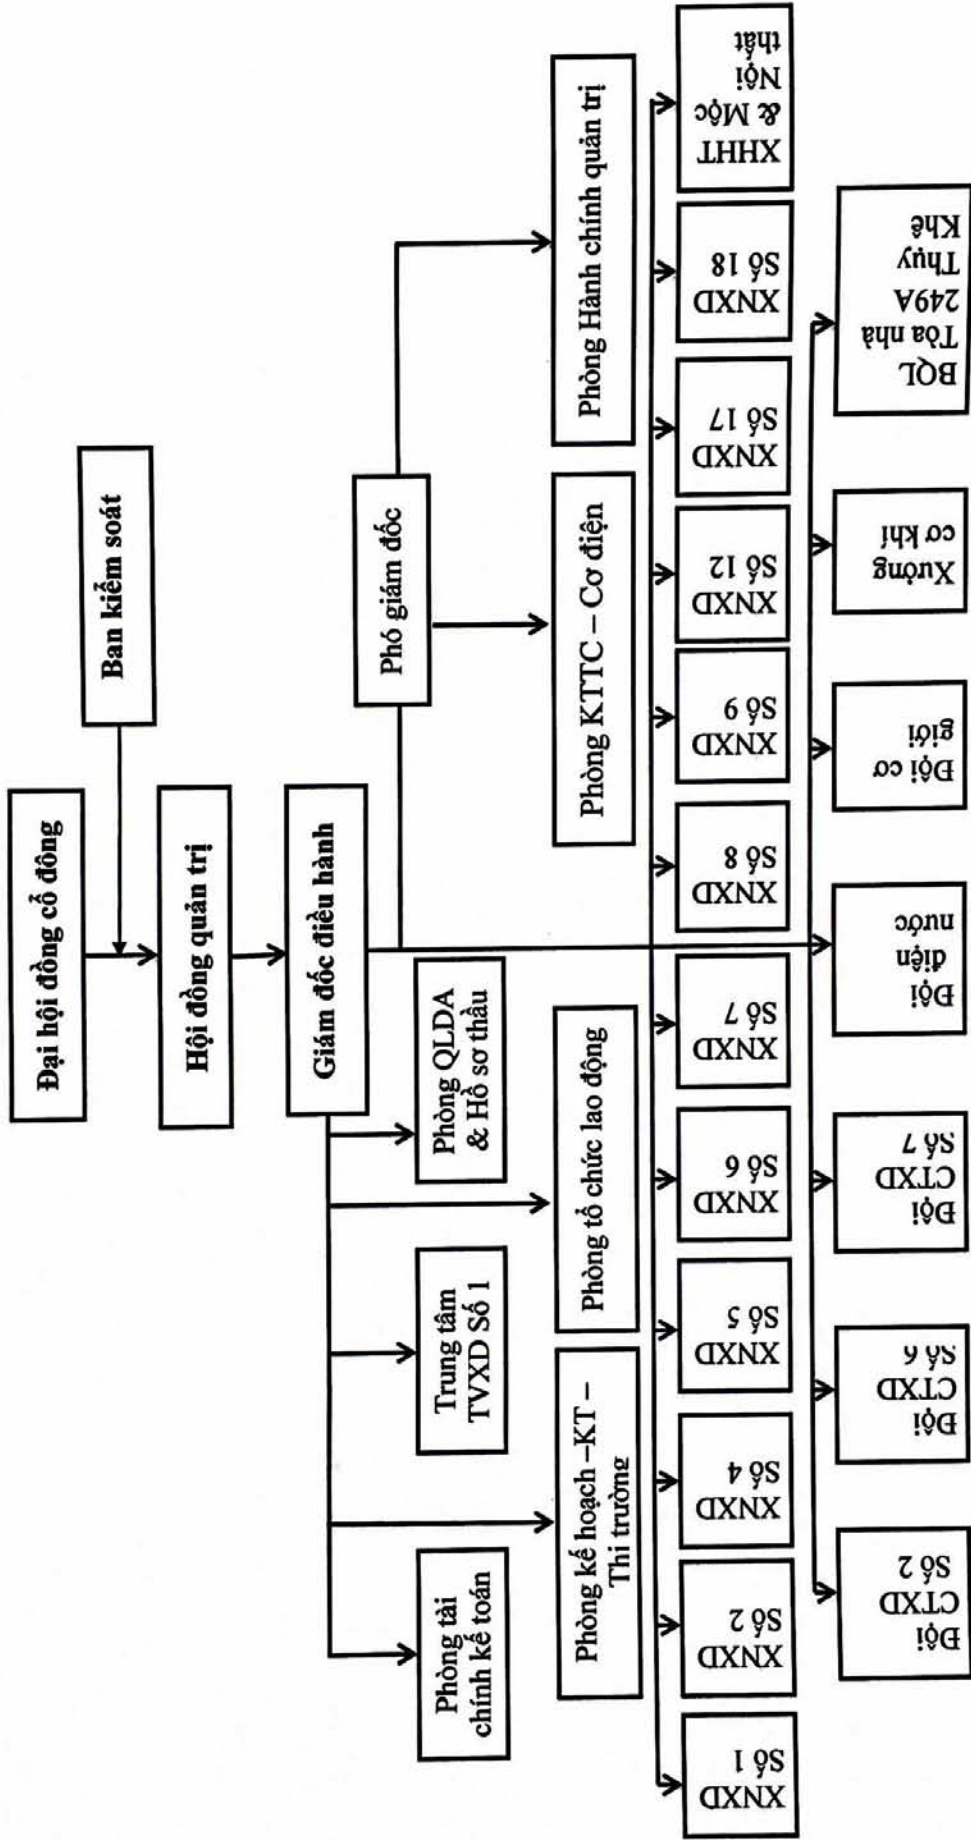 Đại hội đồng cổ đông
Ban kiểm soát
Hội đồng quản trị
Giám đốc điều hành
Phó giám đốc
Phòng tài
chính kế toán
Trung tâm
TVXD Số 1
Phòng QLDA
& Hồ sơ thầu
Phòng kế hoạch –KT –
Thi trường
Phòng tổ chức lao động
Phòng KTTC – Cơ điện
Phòng Hành chính quản trị
XNXD
Số 1
XNXD
Số 2
XNXD
Số 4
XNXD
Số 5
XNXD
Số 6
XNXD
Số 7
XNXD
Số 8
XNXD
Số 9
XNXD
Số 12
XNXD
Số 17
XNXD
Số 18
XHHT
& Mộc
Nội
thất
Đội
CTXD
Số 2
Đội
CTXD
Số 6
Đội
CTXD
Số 7
Đội
điện
nước
Đội cơ
giới
Xưởng
cơ khí
BQL
Tòa nhà
249A
Thụy
Khê